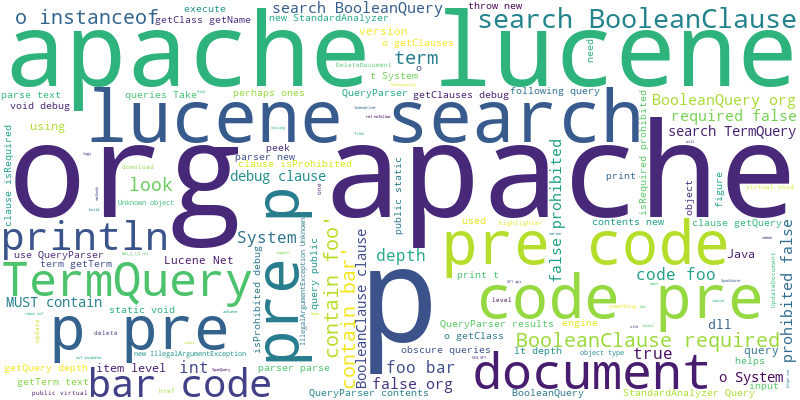 o instanceof
execute
getClass getName
search BooleanQuery
new StandardAnalyzer
throw new
search BooleanClause
apache lucene
version
o getClauses
term
o
DeleteDocument
t System
need
parse text
void debug
queries Take
perhaps ones
QueryParser
getClauses debug
following query
BooleanQuery org
required false
search TermQuery
lucene search
using
peek
parser new
clause isProhibited
debug clause
clause isRequired
org apache
look
download
Unknown object
public static
print
isRequired prohibited
object
figure
virtual void
println
System
use QueryParser
term getTerm
Lucene Net
pre p
p
depth
contain foo'
contain bar'
BooleanClause clause
used
highlighter
contents new
clause getQuery
false prohibited
pre code
Java
code foo
TermQuery
MUST contain
static void
isProhibited debug
query public
IllegalArgumentException Unknown
print t
level
code pre
dll
UpdateDocument
prohibited false
p pre
new IllegalArgumentException
QueryParser results
engine
o getClass
BooleanClause required
update
delete
parser parse
obscure queries
lt depth
object type
true
query
helps
getQuery depth
item level
int
foo bar
false org
document
o System
input
getTerm text
public virtual
bar code
href
QueryParser contents
BooleanQuery
StandardAnalyzer Query